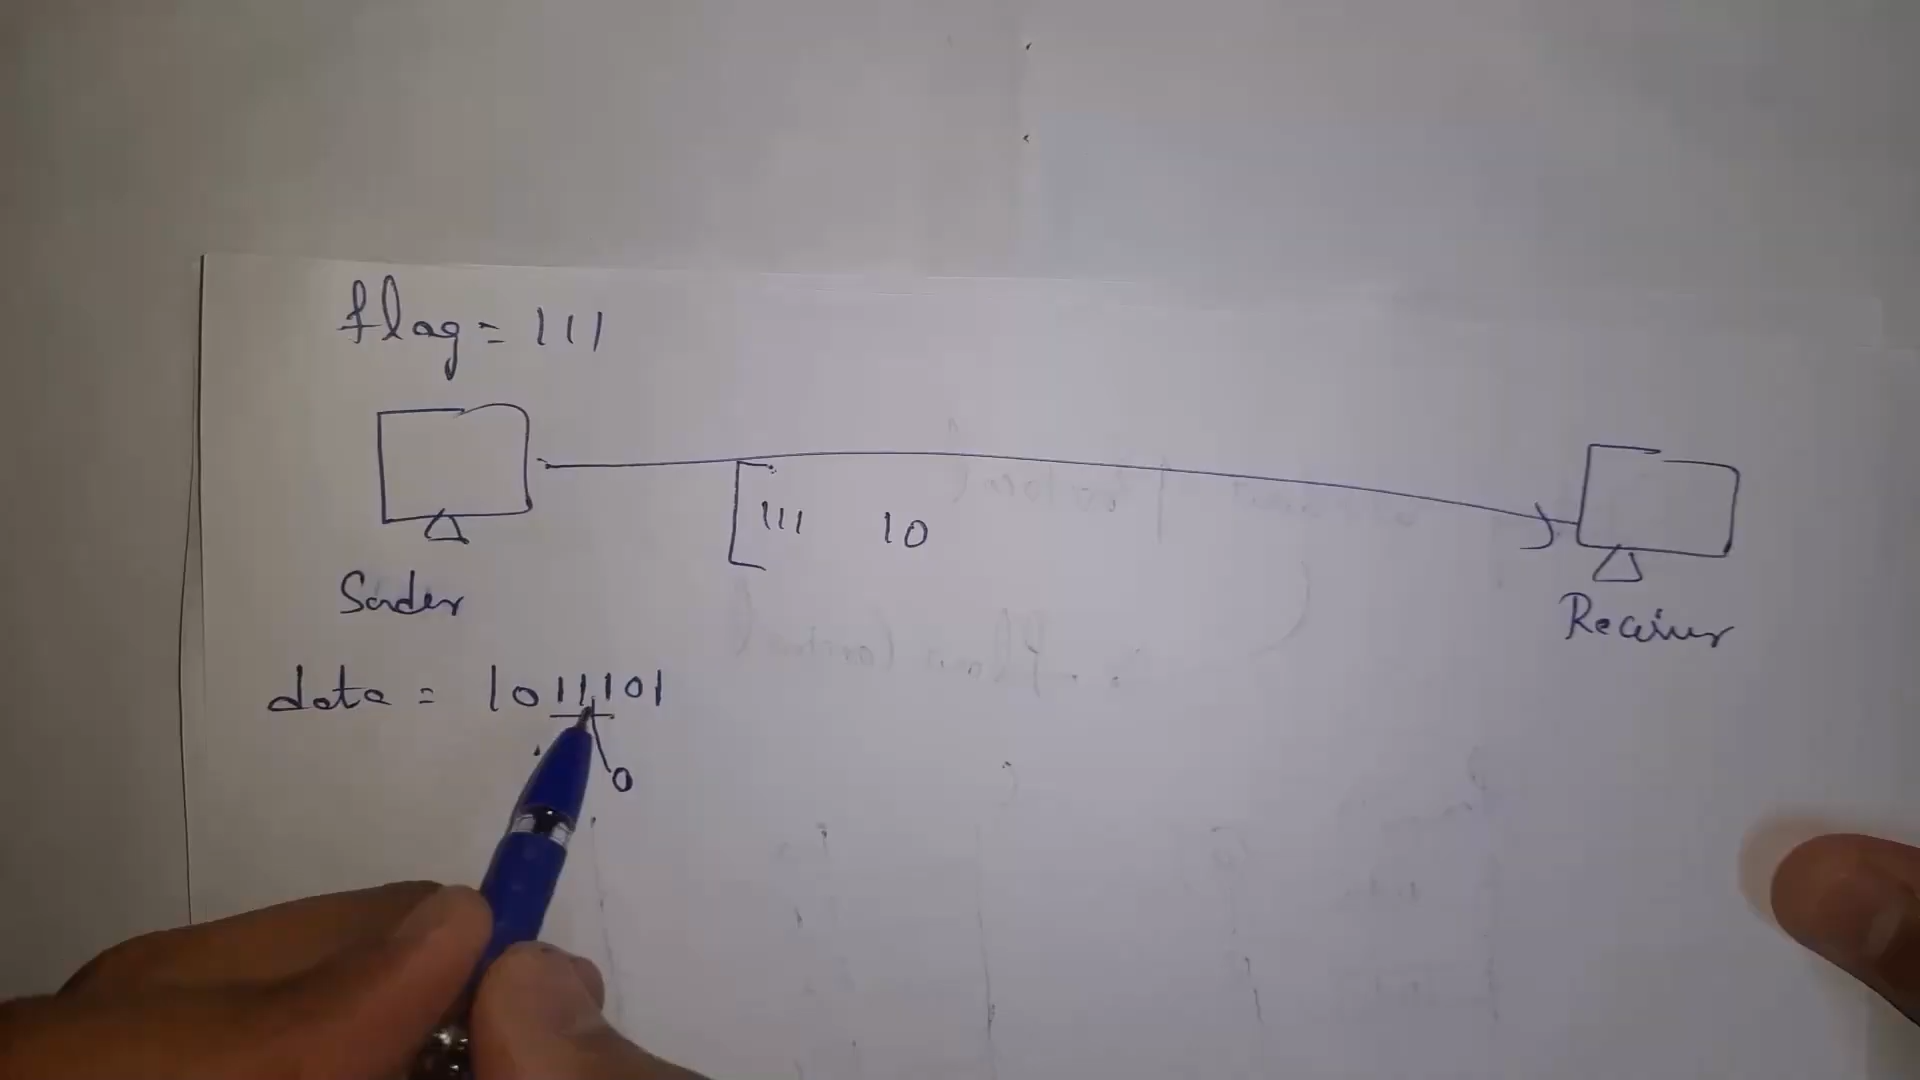 flag = 111
111 10
Sender
Receiver
data = 1011101
0